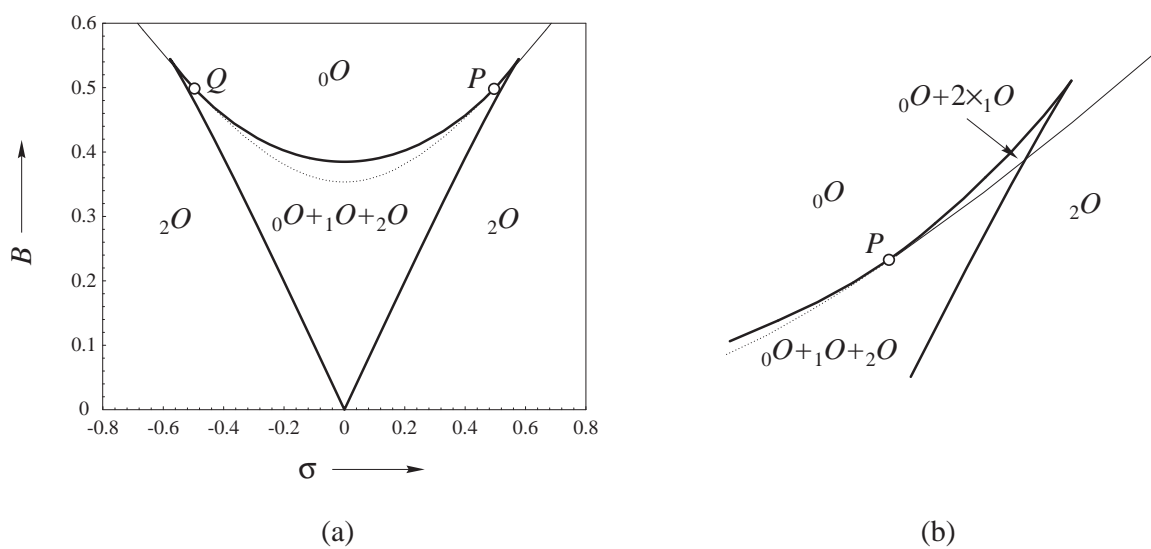 0.6
0.5
0.4
0.3
0.2
0.1
0
-0.8 -0.6 -0.4 -0.2 0 0.2 0.4 0.6 0.8
B
σ
Q
₀O
P
₂O
₀O+₁O+₂O
₂O
(a)
₀O+2×₁O
₀O
P
₂O
₀O+₁O+₂O
(b)